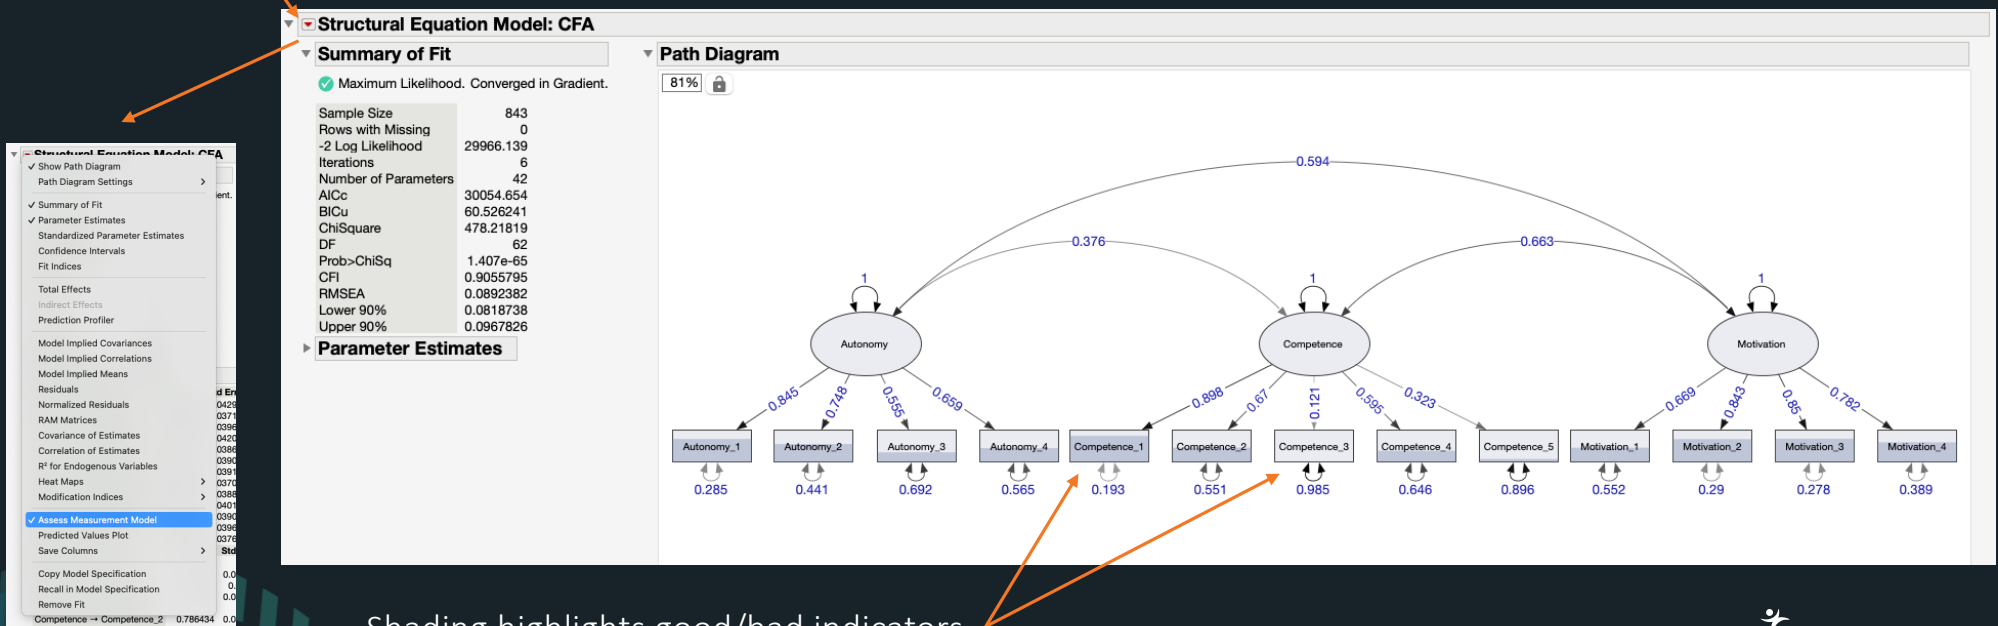 Structural Equation Model: CFA
Summary of Fit
Maximum Likelihood. Converged in Gradient.
Sample Size 843
Rows with Missing 0
-2 Log Likelihood 29966.139
Iterations 6
Number of Parameters 42
AICc 30054.654
BICu 60.526241
ChiSquare 478.21819
DF 62
Prob>ChiSq 1.407e-65
CFI 0.9055795
RMSEA 0.0892382
Lower 90% 0.0818738
Upper 90% 0.0967826
Parameter Estimates
Path Diagram
81%
0.594
0.376
0.663
1
1
1
Autonomy
Competence
Motivation
0.845
0.748
0.555
0.659
0.898
0.67
0.121
0.595
0.323
0.669
0.843
0.85
0.782
Autonomy_1
Autonomy_2
Autonomy_3
Autonomy_4
Competence_1
Competence_2
Competence_3
Competence_4
Competence_5
Motivation_1
Motivation_2
Motivation_3
Motivation_4
0.285
0.441
0.692
0.565
0.193
0.551
0.985
0.646
0.896
0.552
0.29
0.278
0.389
Structural Equation Model: CFA
Show Path Diagram
Path Diagram Settings
Summary of Fit
Parameter Estimates
Standardized Parameter Estimates
Confidence Intervals
Fit Indices
Total Effects
Indirect Effects
Prediction Profiler
Model Implied Covariances
Model Implied Correlations
Model Implied Means
Residuals
Normalized Residuals
RAM Matrices
Covariance of Estimates
Correlation of Estimates
R² for Endogenous Variables
Heat Maps
Modification Indices
Assess Measurement Model
Predicted Values Plot
Save Columns
Copy Model Specification
Recall in Model Specification
Remove Fit
Competence → Competence_2 0.786434
Shading highlights good/bad indicators